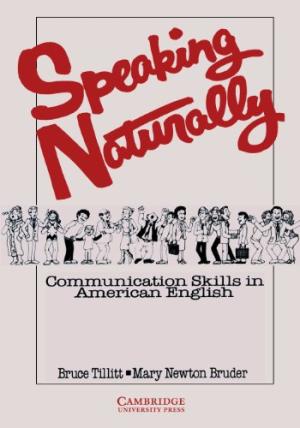 Speaking
Naturally
Communication Skills in
American English
Bruce Tillitt ■ Mary Newton Bruder
CAMBRIDGE
UNIVERSITY PRESS